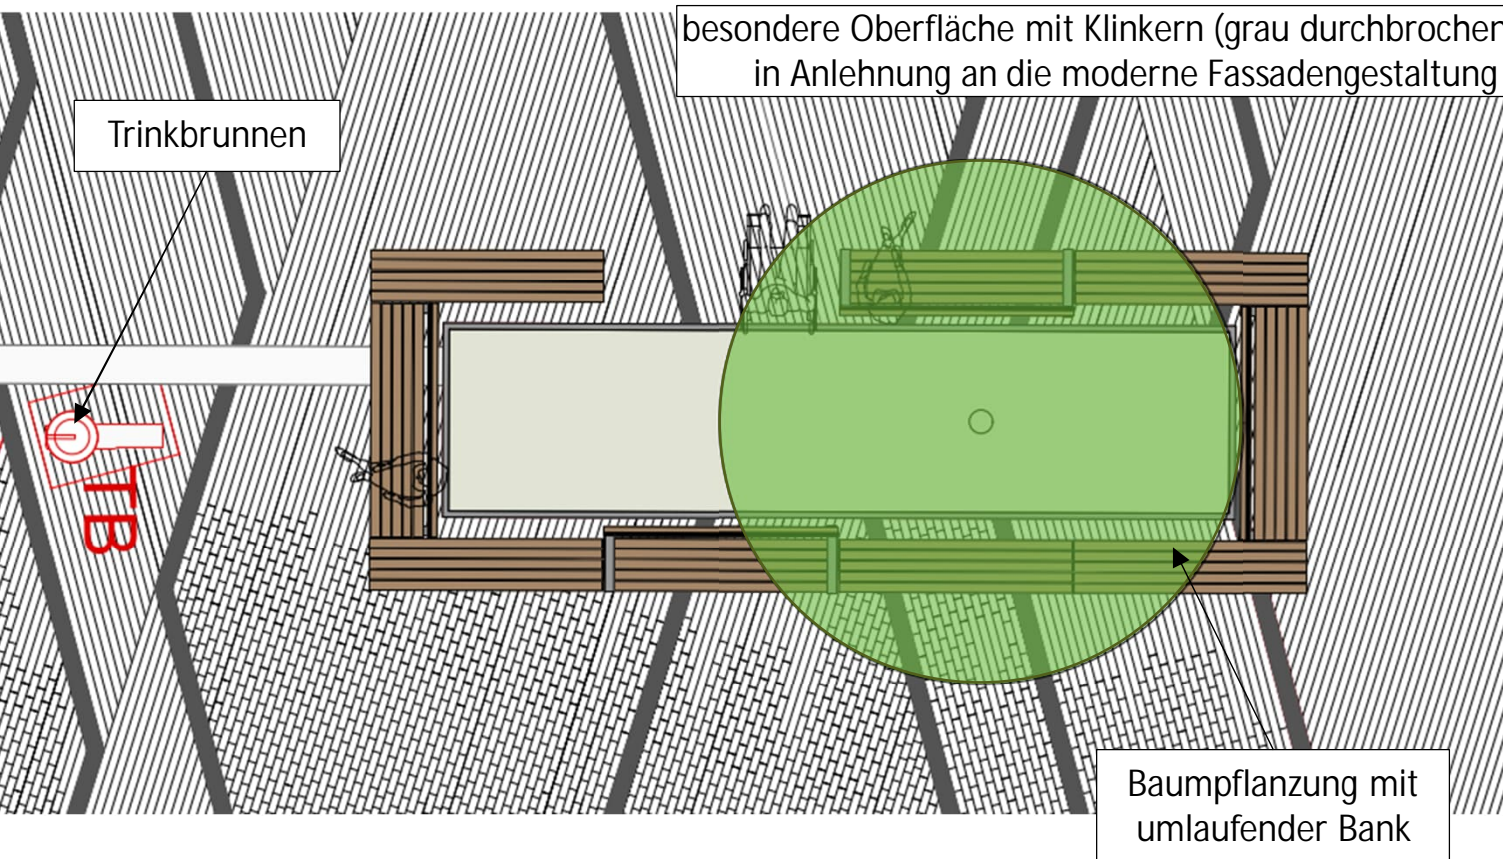 besondere Oberfläche mit Klinkern (grau durchbrochen
in Anlehnung an die moderne Fassadengestaltung
Trinkbrunnen
TB
Baumpflanzung mit
umlaufender Bank